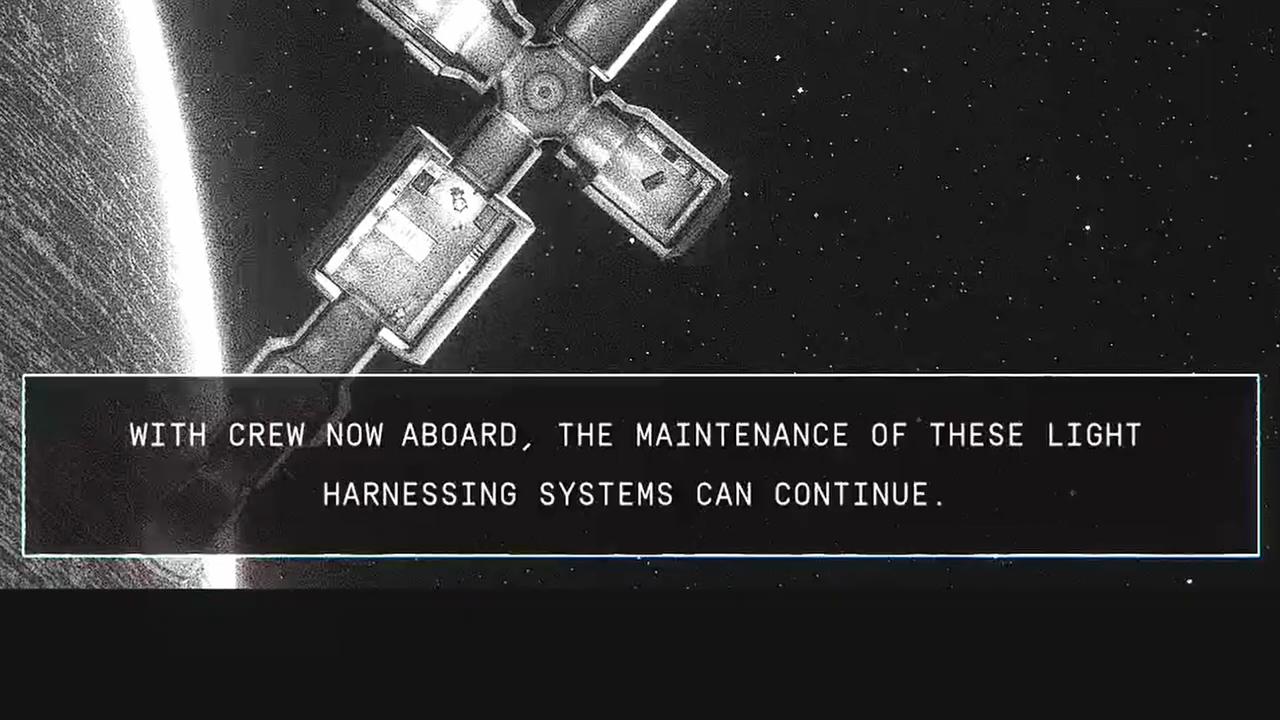 WITH CREW NOW ABOARD, THE MAINTENANCE OF THESE LIGHT
HARNESSING SYSTEMS CAN CONTINUE.